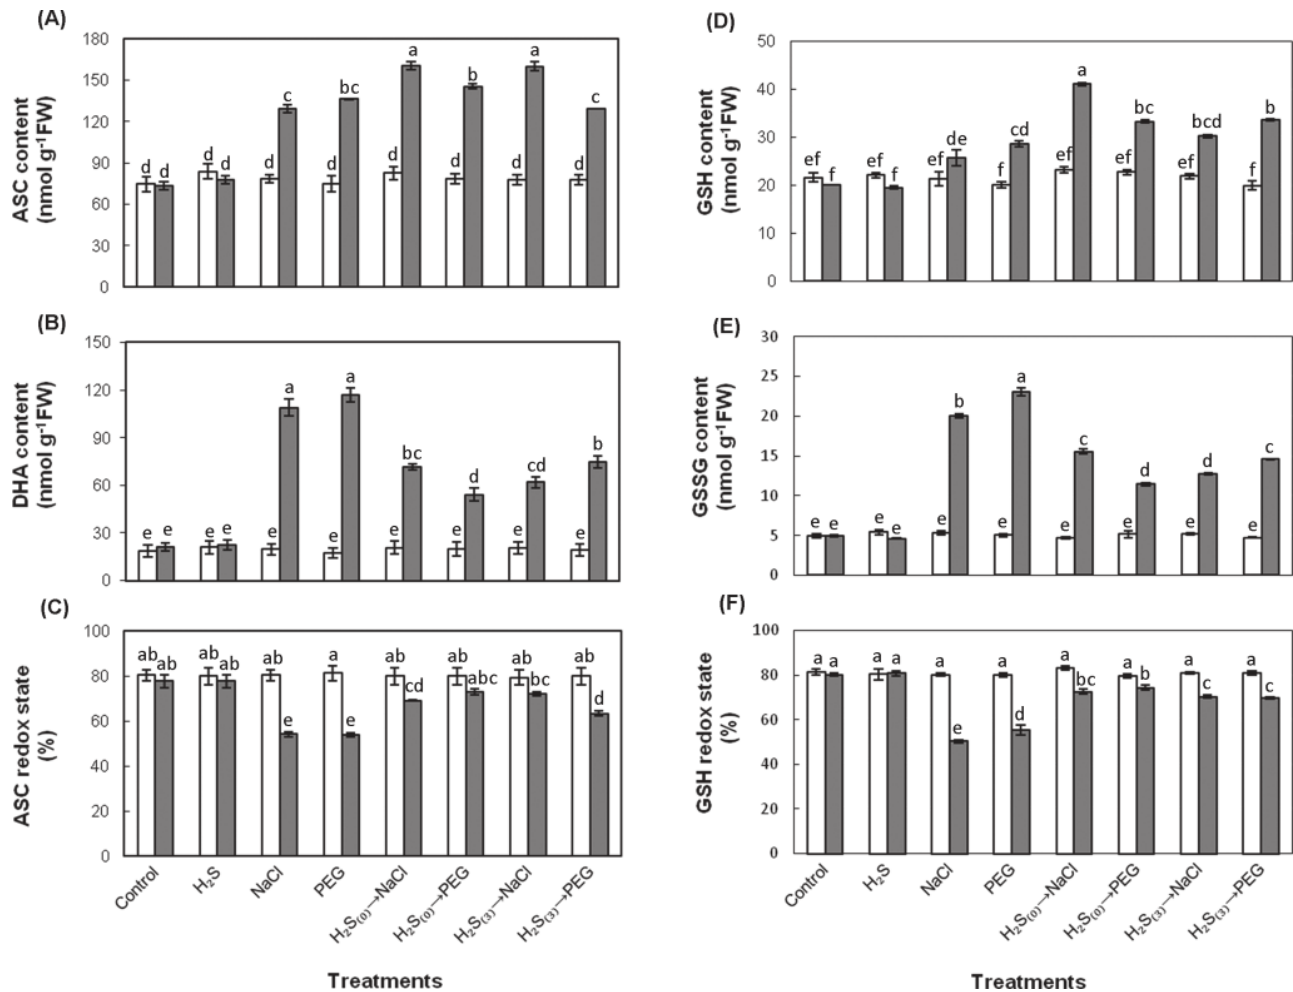 (A)
ASC content
(nmol g⁻¹FW)
180
150
120
90
60
30
0
d d d d d c d bc d a d b d a d c
(B)
DHA content
(nmol g⁻¹FW)
150
120
90
60
30
0
e e e e e a e a e bc e d e cd e b
(C)
ASC redox state
(%)
100
80
60
40
20
0
ab ab ab ab ab e a e ab cd ab abc ab bc ab d
Control
H₂S
NaCl
PEG
H₂S₍₀₎→NaCl
H₂S₍₀₎→PEG
H₂S₍₃₎→NaCl
H₂S₍₃₎→PEG
Treatments
(D)
GSH content
(nmol g⁻¹FW)
50
40
30
20
10
0
ef f ef f ef de f cd ef a ef bc ef bcd f b
(E)
GSSG content
(nmol g⁻¹FW)
30
25
20
15
10
5
0
e e e e e b e a e c e d e d e c
(F)
GSH redox state
(%)
100
80
60
40
20
0
a a a a a e a d a bc a b a c a c
Control
H₂S
NaCl
PEG
H₂S₍₀₎→NaCl
H₂S₍₀₎→PEG
H₂S₍₃₎→NaCl
H₂S₍₃₎→PEG
Treatments